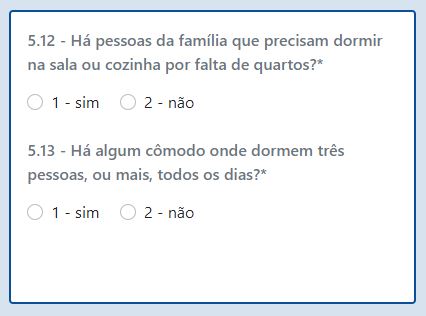 5.12 - Há pessoas da família que precisam dormir
na sala ou cozinha por falta de quartos?*
1 - sim 2 - não
5.13 - Há algum cômodo onde dormem três
pessoas, ou mais, todos os dias?*
1 - sim 2 - não